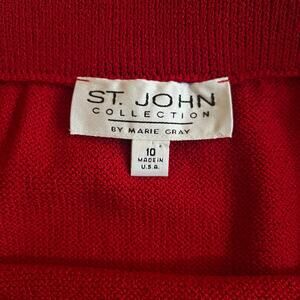 ST. JOHN
COLLECTION
BY MARIE GRAY
10
MADE IN
U.S.A.